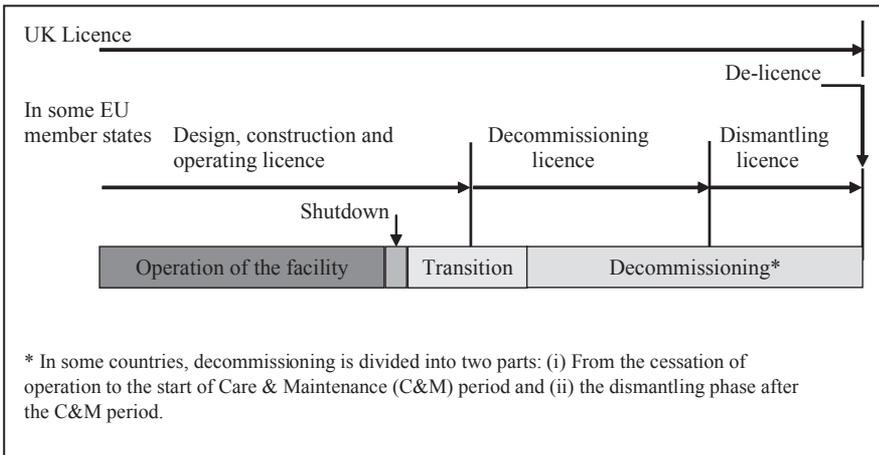 UK Licence
De-licence
In some EU
member states
Design, construction and
operating licence
Decommissioning
licence
Dismantling
licence
Shutdown
Operation of the facility
Transition
Decommissioning*
* In some countries, decommissioning is divided into two parts: (i) From the cessation of
operation to the start of Care & Maintenance (C&M) period and (ii) the dismantling phase after
the C&M period.